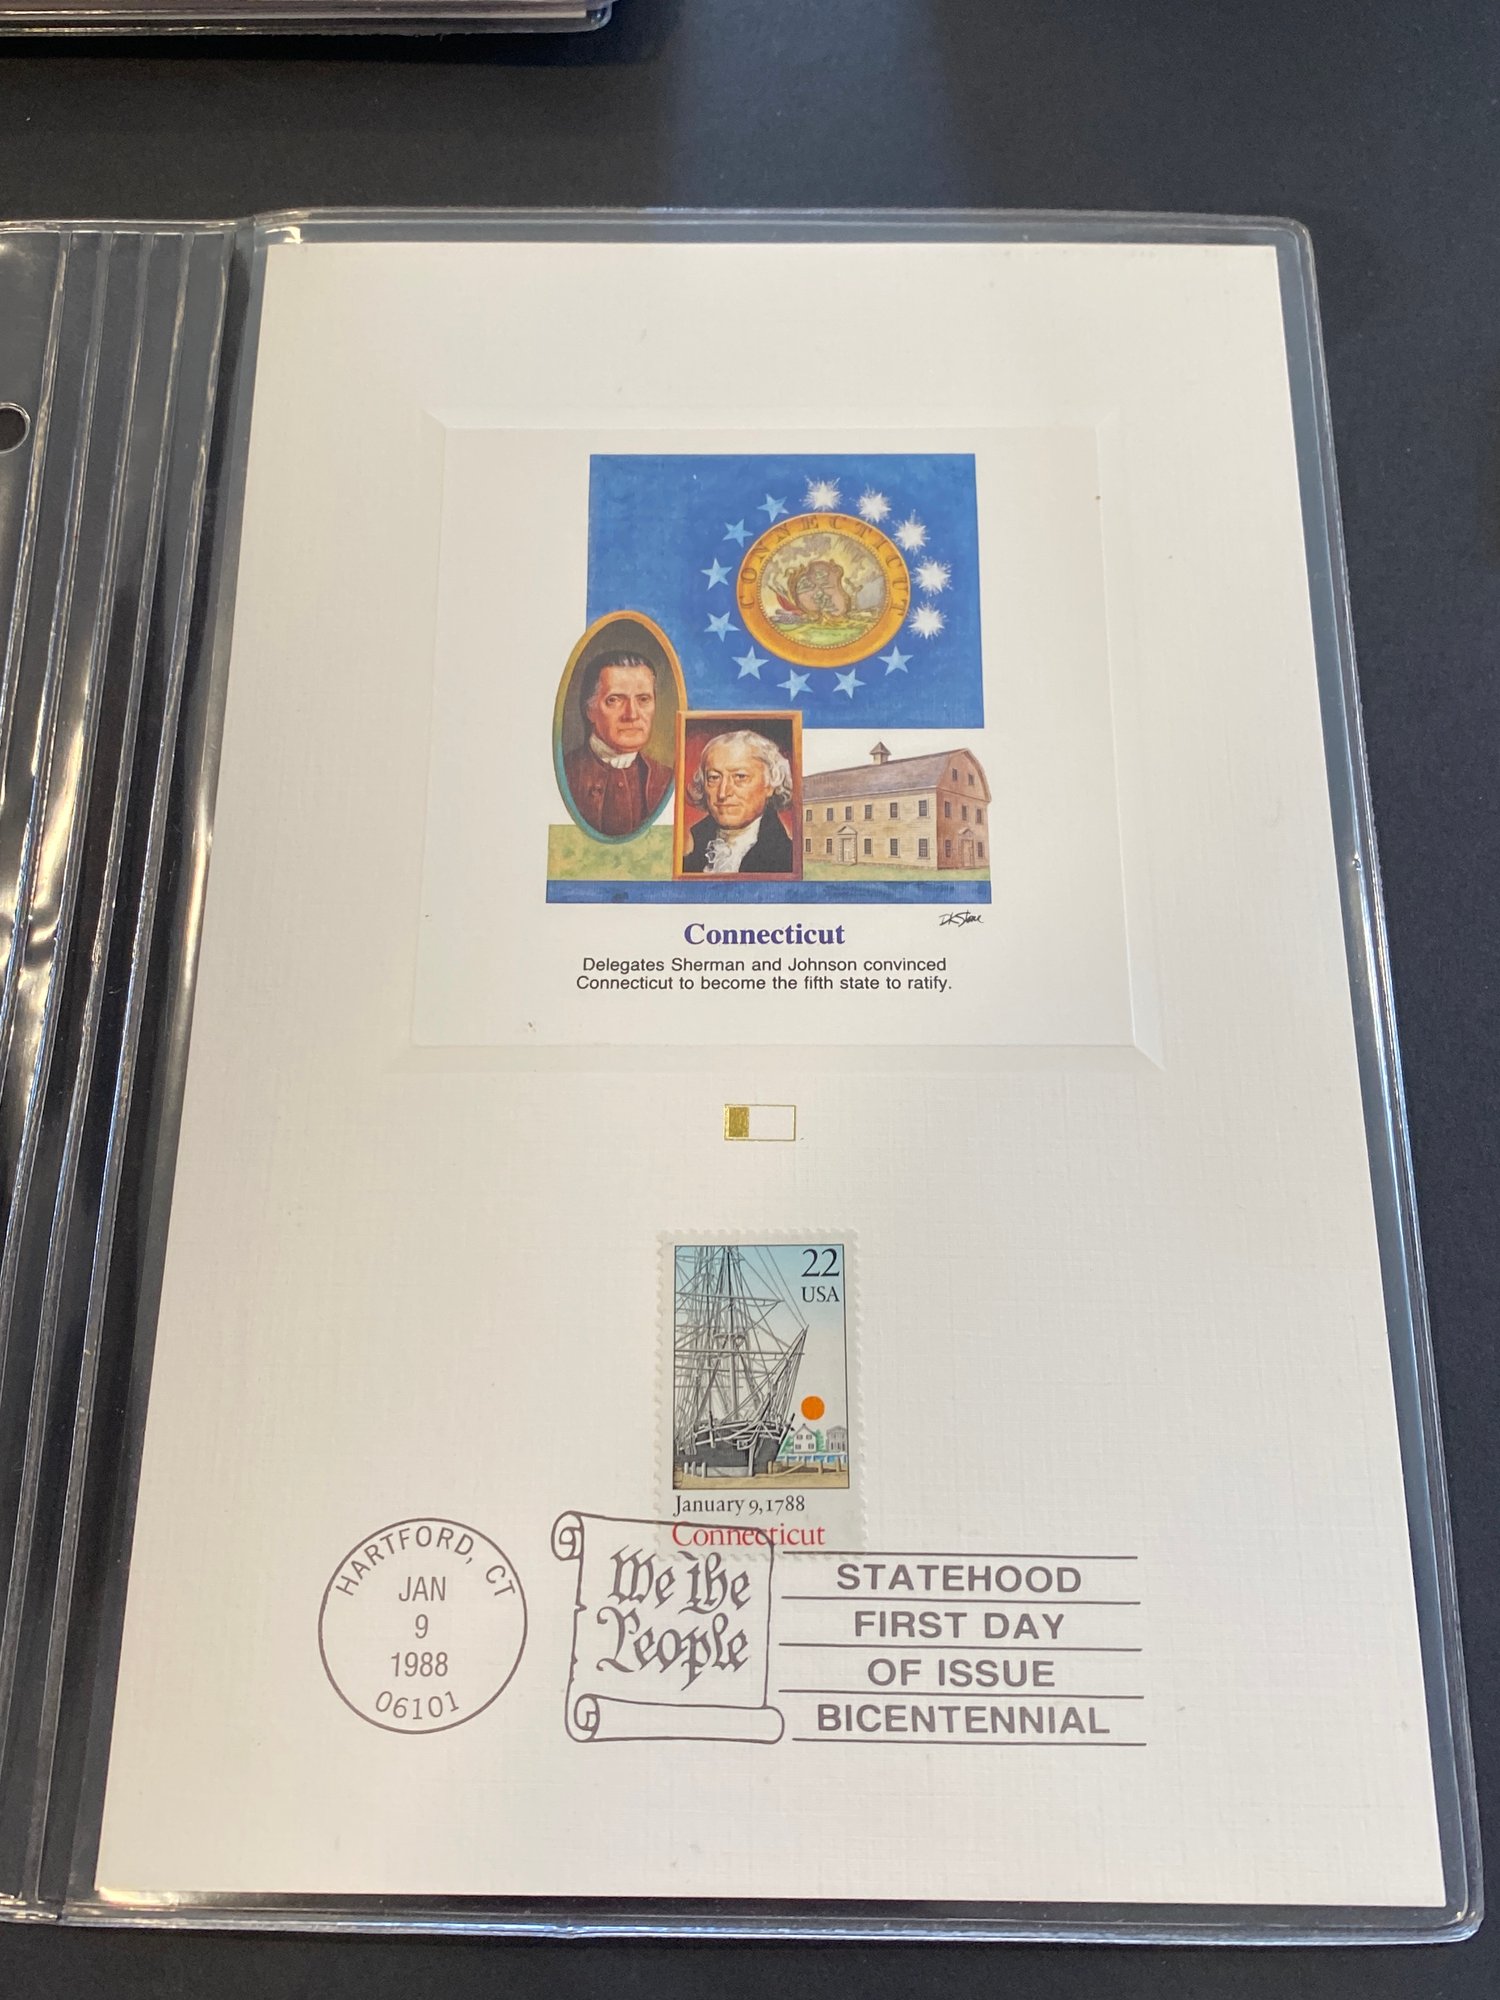 CONNECTICUT
DKStone
Connecticut
Delegates Sherman and Johnson convinced
Connecticut to become the fifth state to ratify.
22
USA
January 9, 1788
Connecticut
HARTFORD, CT
JAN
9
1988
06101
We the
People
STATEHOOD
FIRST DAY
OF ISSUE
BICENTENNIAL